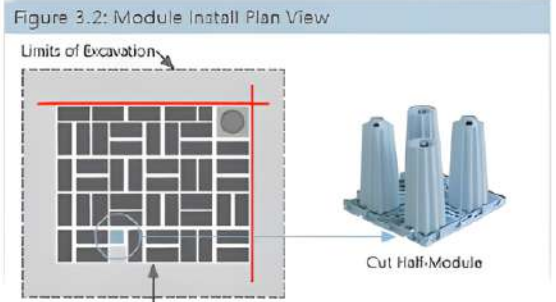 Figure 3.2: Module Install Plan View
Limits of Excavation
Cut Half-Module